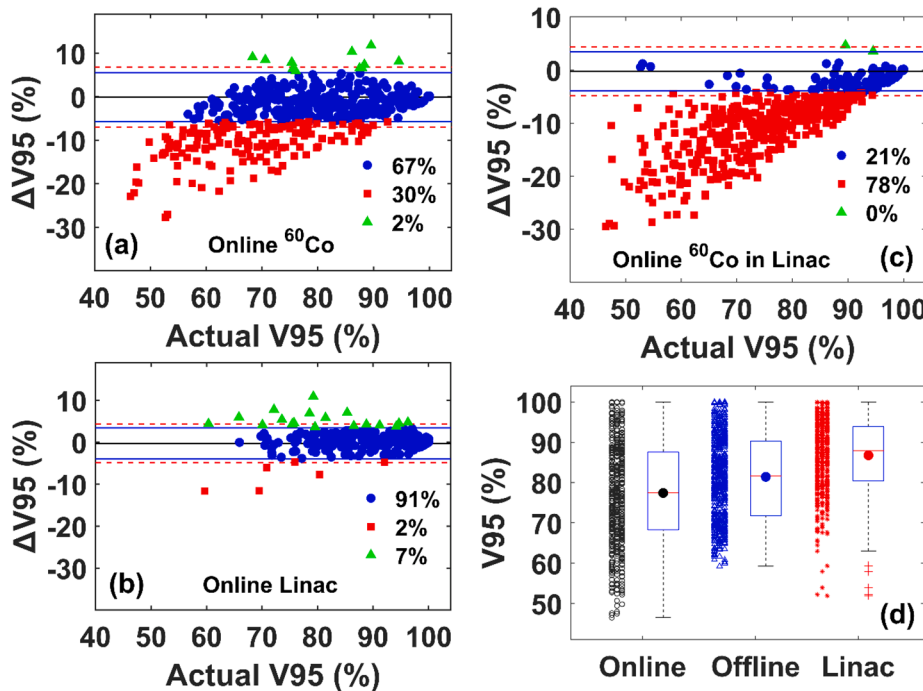 10
0
-10
-20
-30
ΔV95 (%)
67%
30%
2%
(a)
Online ⁶⁰Co
40 50 60 70 80 90 100
Actual V95 (%)
10
0
-10
-20
-30
ΔV95 (%)
21%
78%
0%
Online ⁶⁰Co in Linac (c)
40 50 60 70 80 90 100
Actual V95 (%)
10
0
-10
-20
-30
ΔV95 (%)
91%
2%
7%
(b)
Online Linac
40 50 60 70 80 90 100
Actual V95 (%)
100
90
80
70
60
50
V95 (%)
(d)
Online Offline Linac